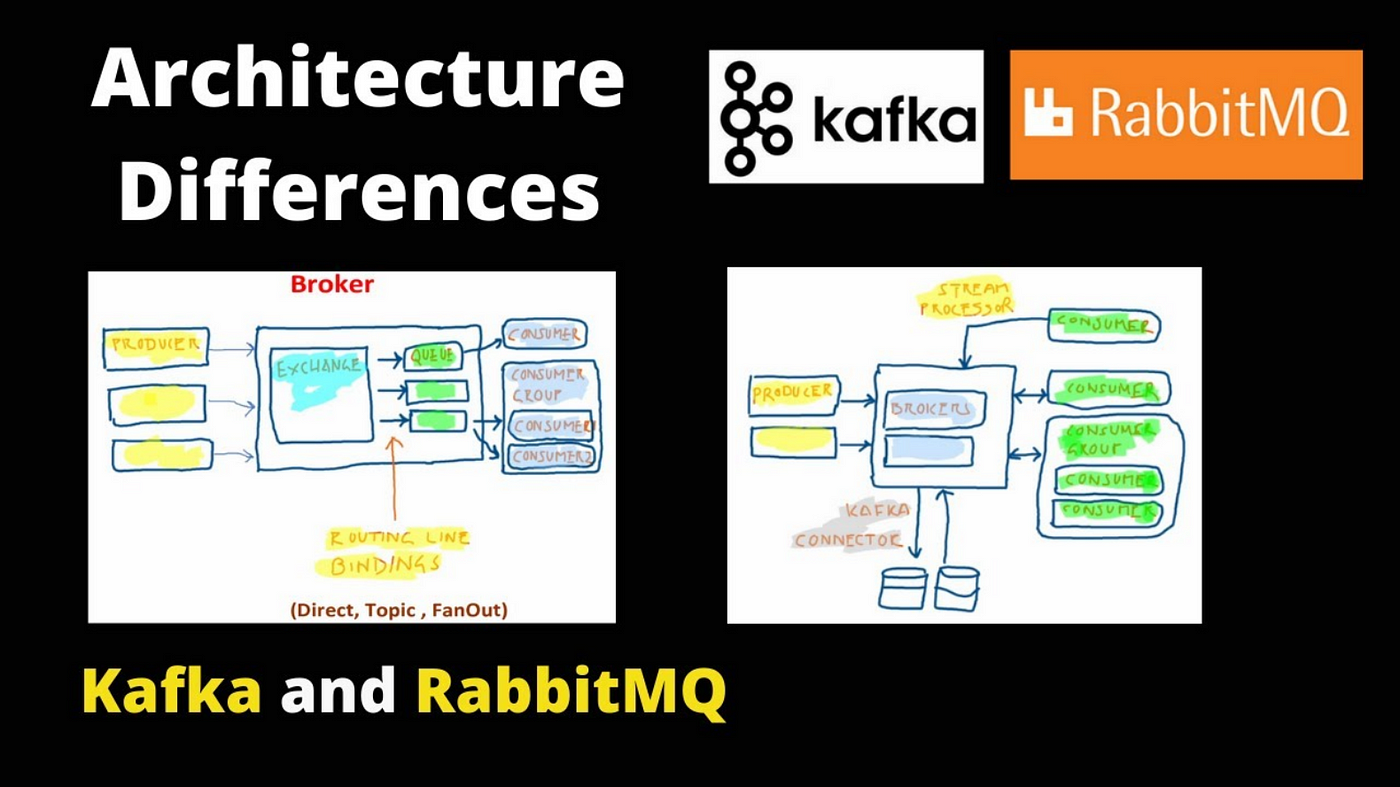 Architecture
Differences
kafka
RabbitMQ
Broker
PRODUCER
EXCHANGE
QUEUE
CONSUMER
CONSUMER
GROUP
CONSUMER1
CONSUMER2
ROUTING LINE
BINDINGS
(Direct, Topic , FanOut)
STREAM
PROCESSOR
CONSUMER
PRODUCER
BROKERS
CONSUMER
CONSUMER
GROUP
CONSUMER
CONSUMER
KAFKA
CONNECTOR
Kafka and RabbitMQ